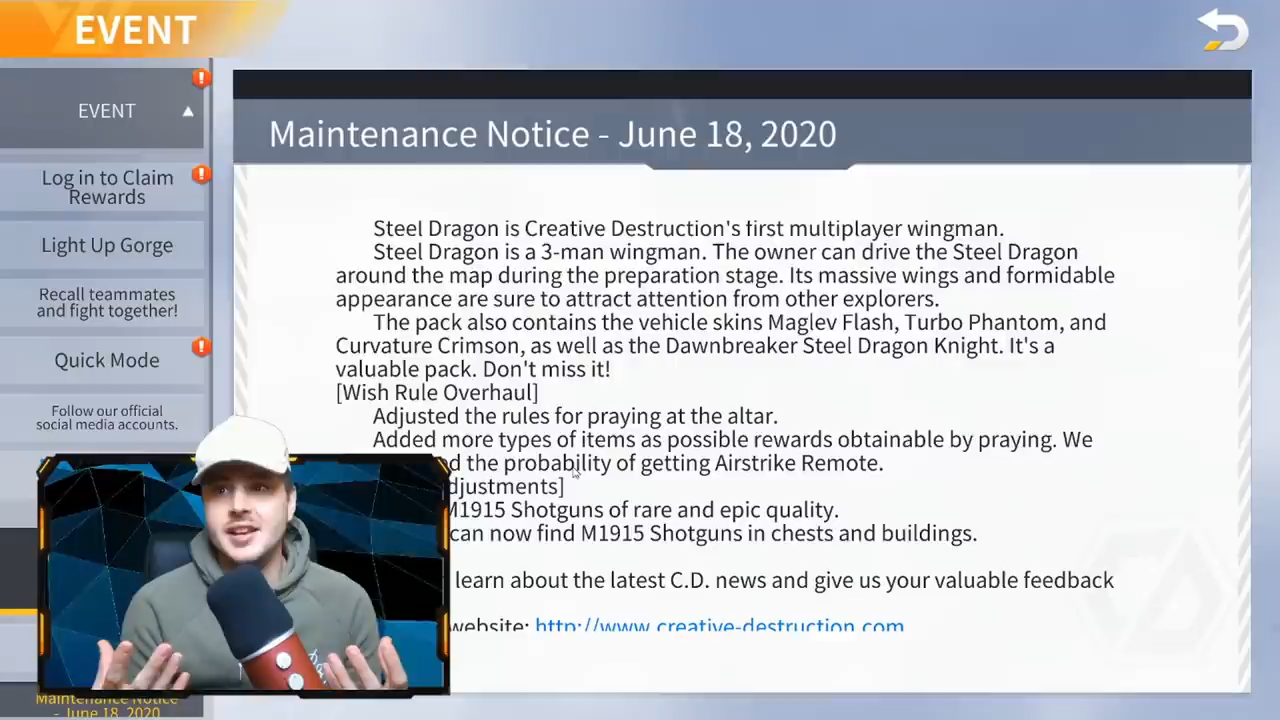 EVENT
EVENT
Log in to Claim
Rewards
Light Up Gorge
Recall teammates
and fight together!
Quick Mode
Follow our official
social media accounts.
Maintenance Notice
- June 18, 2020
Maintenance Notice - June 18, 2020
Steel Dragon is Creative Destruction's first multiplayer wingman.
Steel Dragon is a 3-man wingman. The owner can drive the Steel Dragon
around the map during the preparation stage. Its massive wings and formidable
appearance are sure to attract attention from other explorers.
The pack also contains the vehicle skins Maglev Flash, Turbo Phantom, and
Curvature Crimson, as well as the Dawnbreaker Steel Dragon Knight. It's a
valuable pack. Don't miss it!
[Wish Rule Overhaul]
Adjusted the rules for praying at the altar.
Added more types of items as possible rewards obtainable by praying. We
d the probability of getting Airstrike Remote.
djustments]
M1915 Shotguns of rare and epic quality.
can now find M1915 Shotguns in chests and buildings.
learn about the latest C.D. news and give us your valuable feedback
website: http://www.creative-destruction.com